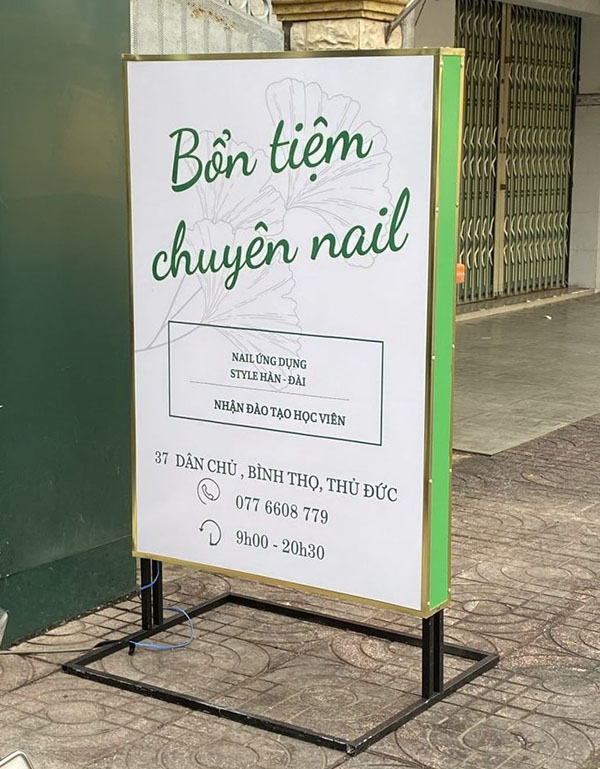 Bổn tiệm
chuyên nail
NAIL ỨNG DỤNG
STYLE HÀN - ĐÀI
NHẬN ĐÀO TẠO HỌC VIÊN
37 DÂN CHỦ , BÌNH THỌ, THỦ ĐỨC
077 6608 779
9h00 - 20h30